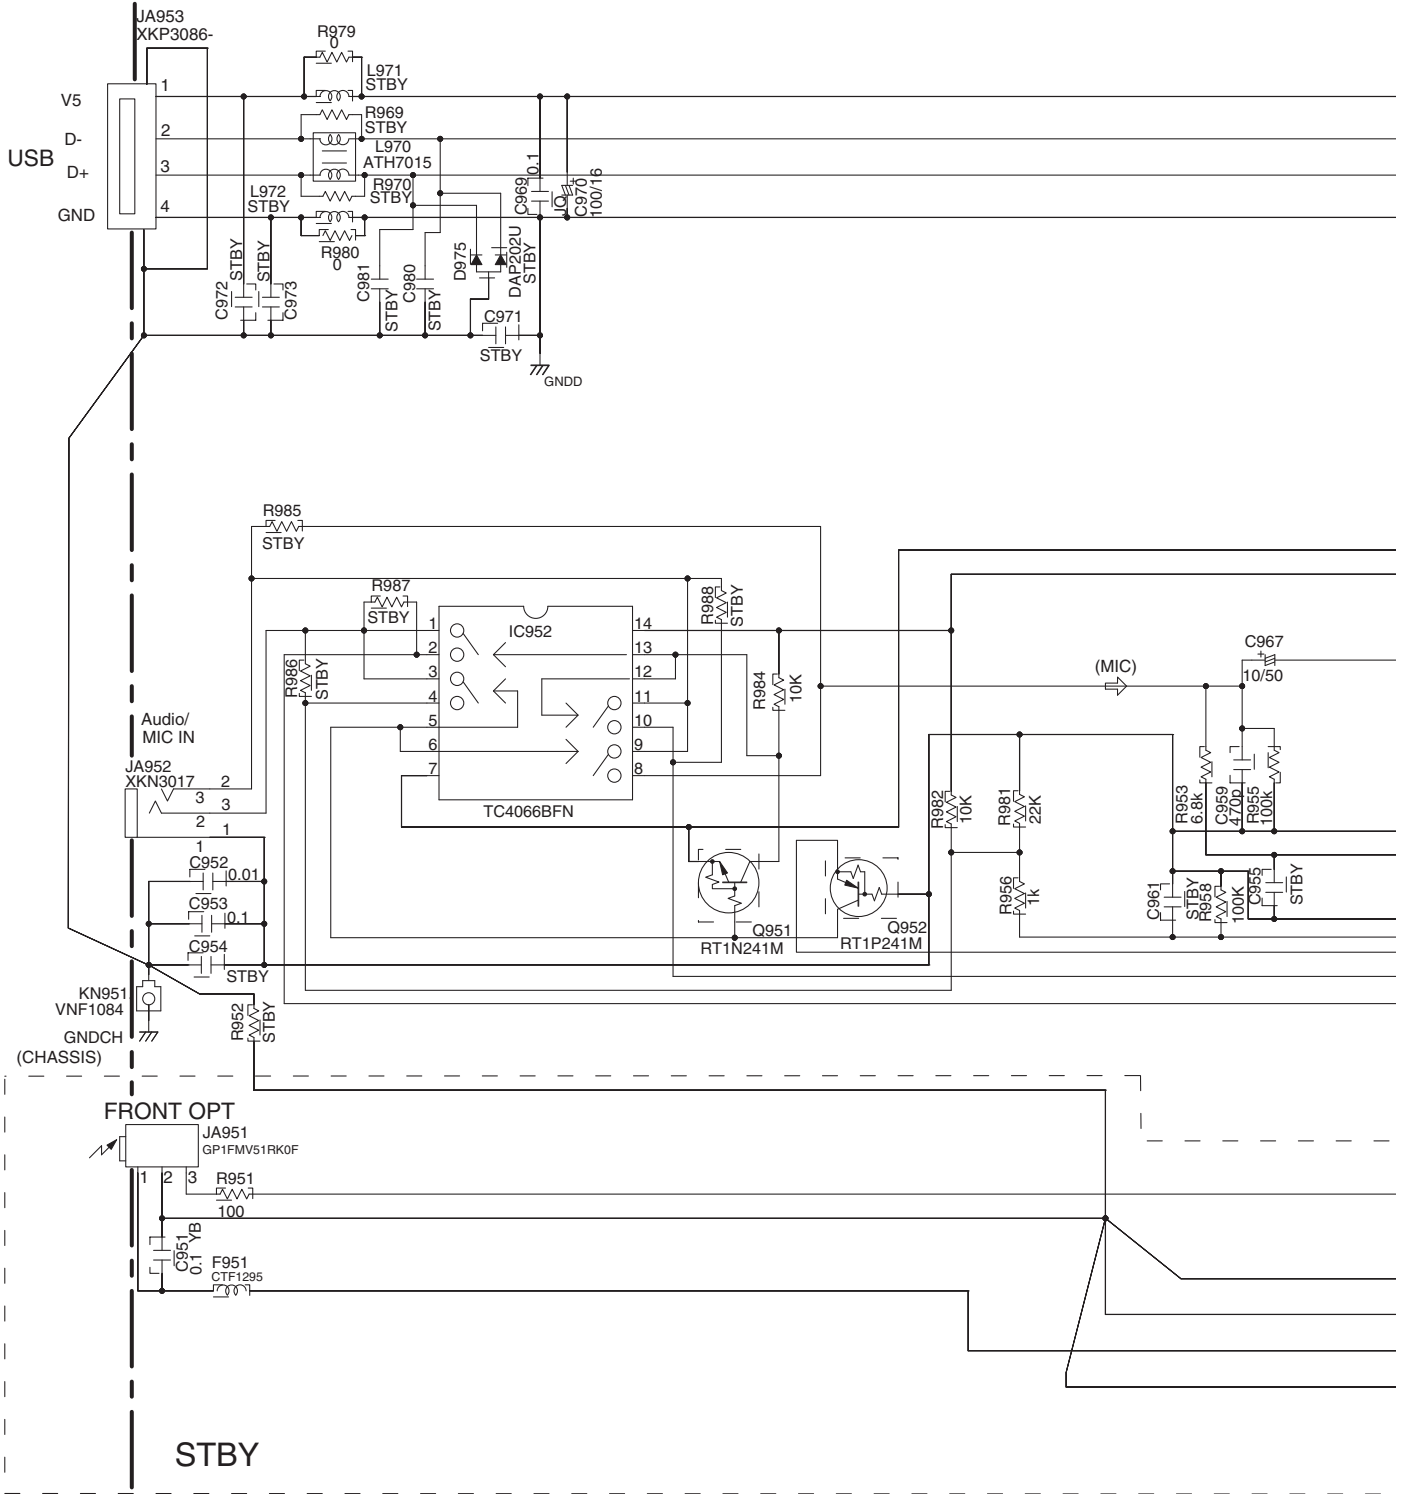 JA953
XKP3086-
R979
0
L971
STBY
1
V5
R969
STBY
2
D-
L970
ATH7015
USB
3
D+
R970
STBY
L972
STBY
4
GND
R980
0
C969
0.1
JQ
C970
100/16
+
STBY
STBY
C972
C973
C981
STBY
C980
STBY
D975
DAP202U
STBY
C971
STBY
GNDD
R985
STBY
R987
STBY
R988
STBY
IC952
1
2
3
4
5
6
7
14
13
12
11
10
9
8
TC4066BFN
R986
STBY
R984
10K
(MIC)
C967
+
10/50
Audio/
MIC IN
JA952
XKN3017
2
3
3
2
1
1
C952
0.01
C953
0.1
C954
STBY
R982
10K
R981
22K
R953
6.8k
C959
470p
R955
100k
R956
1k
C961
STBY
R958
100K
C955
STBY
Q951
RT1N241M
Q952
RT1P241M
KN951
VNF1084
GNDCH
(CHASSIS)
R952
STBY
FRONT OPT
JA951
GP1FMV51RK0F
1
2
3
R951
100
C951
0.1
YB
F951
CTF1295
STBY